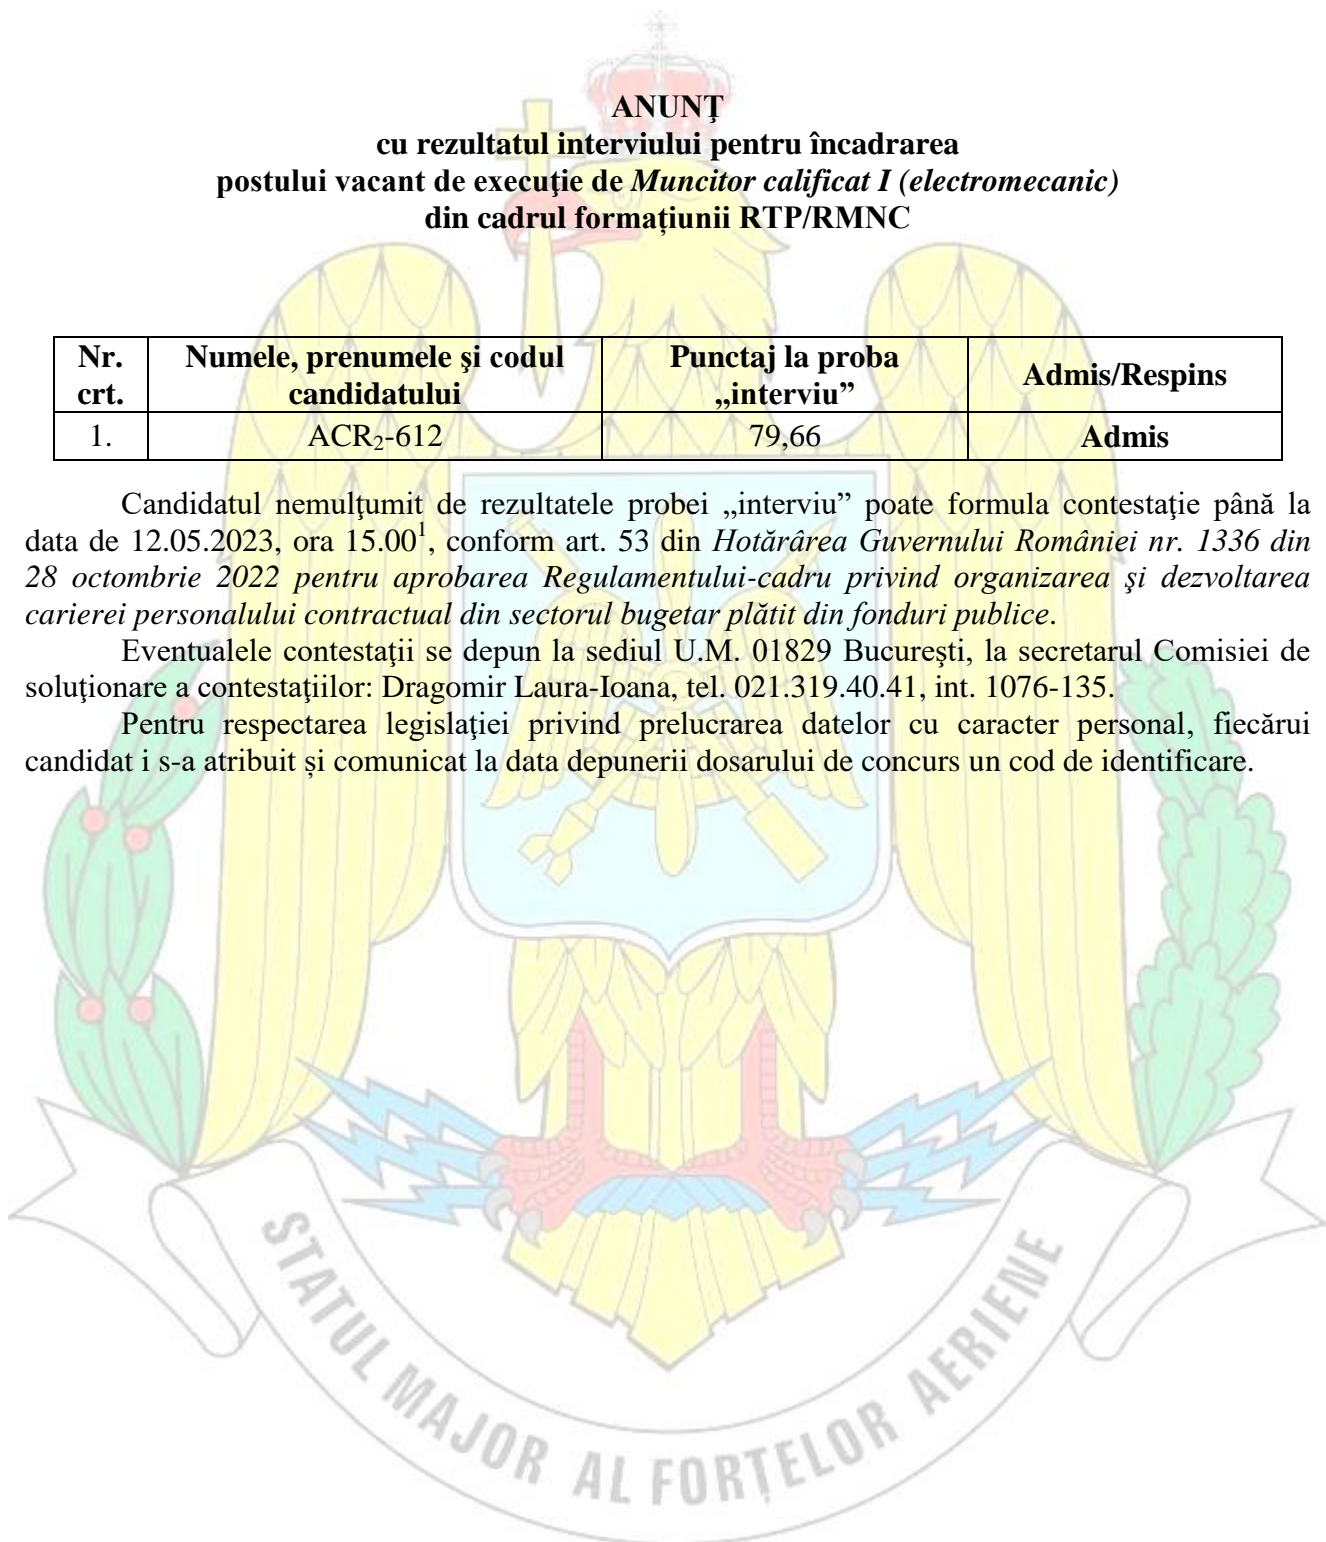 ANUNŢ
cu rezultatul interviului pentru încadrarea
postului vacant de execuţie de Muncitor calificat I (electromecanic)
din cadrul formațiunii RTP/RMNC
Nr. crt. Numele, prenumele şi codul candidatului Punctaj la proba „interviu” Admis/Respins
1. ACR₂-612 79,66 Admis
Candidatul nemulţumit de rezultatele probei „interviu” poate formula contestaţie până la
data de 12.05.2023, ora 15.00¹, conform art. 53 din Hotărârea Guvernului României nr. 1336 din
28 octombrie 2022 pentru aprobarea Regulamentului-cadru privind organizarea şi dezvoltarea
carierei personalului contractual din sectorul bugetar plătit din fonduri publice.
Eventualele contestaţii se depun la sediul U.M. 01829 Bucureşti, la secretarul Comisiei de
soluţionare a contestaţiilor: Dragomir Laura-Ioana, tel. 021.319.40.41, int. 1076-135.
Pentru respectarea legislaţiei privind prelucrarea datelor cu caracter personal, fiecărui
candidat i s-a atribuit și comunicat la data depunerii dosarului de concurs un cod de identificare.
STATUL MAJOR AL FORȚELOR AERIENE